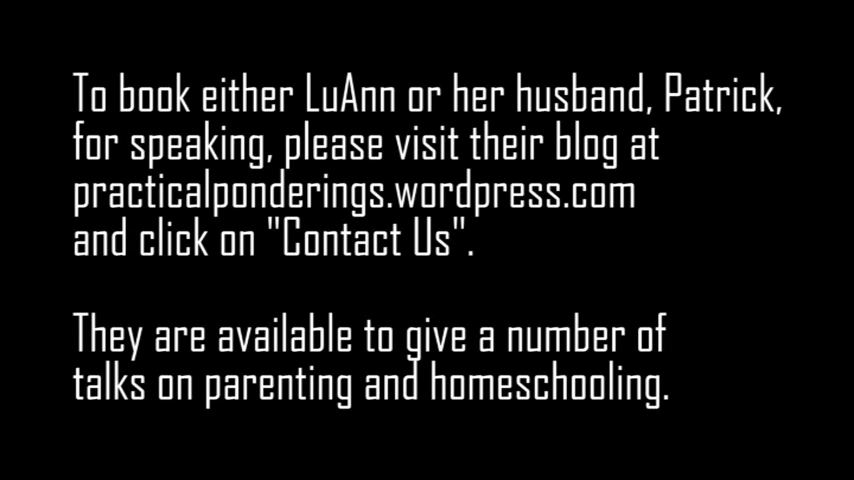 To book either LuAnn or her husband, Patrick,
for speaking, please visit their blog at
practicalponderings.wordpress.com
and click on "Contact Us".
They are available to give a number of
talks on parenting and homeschooling.